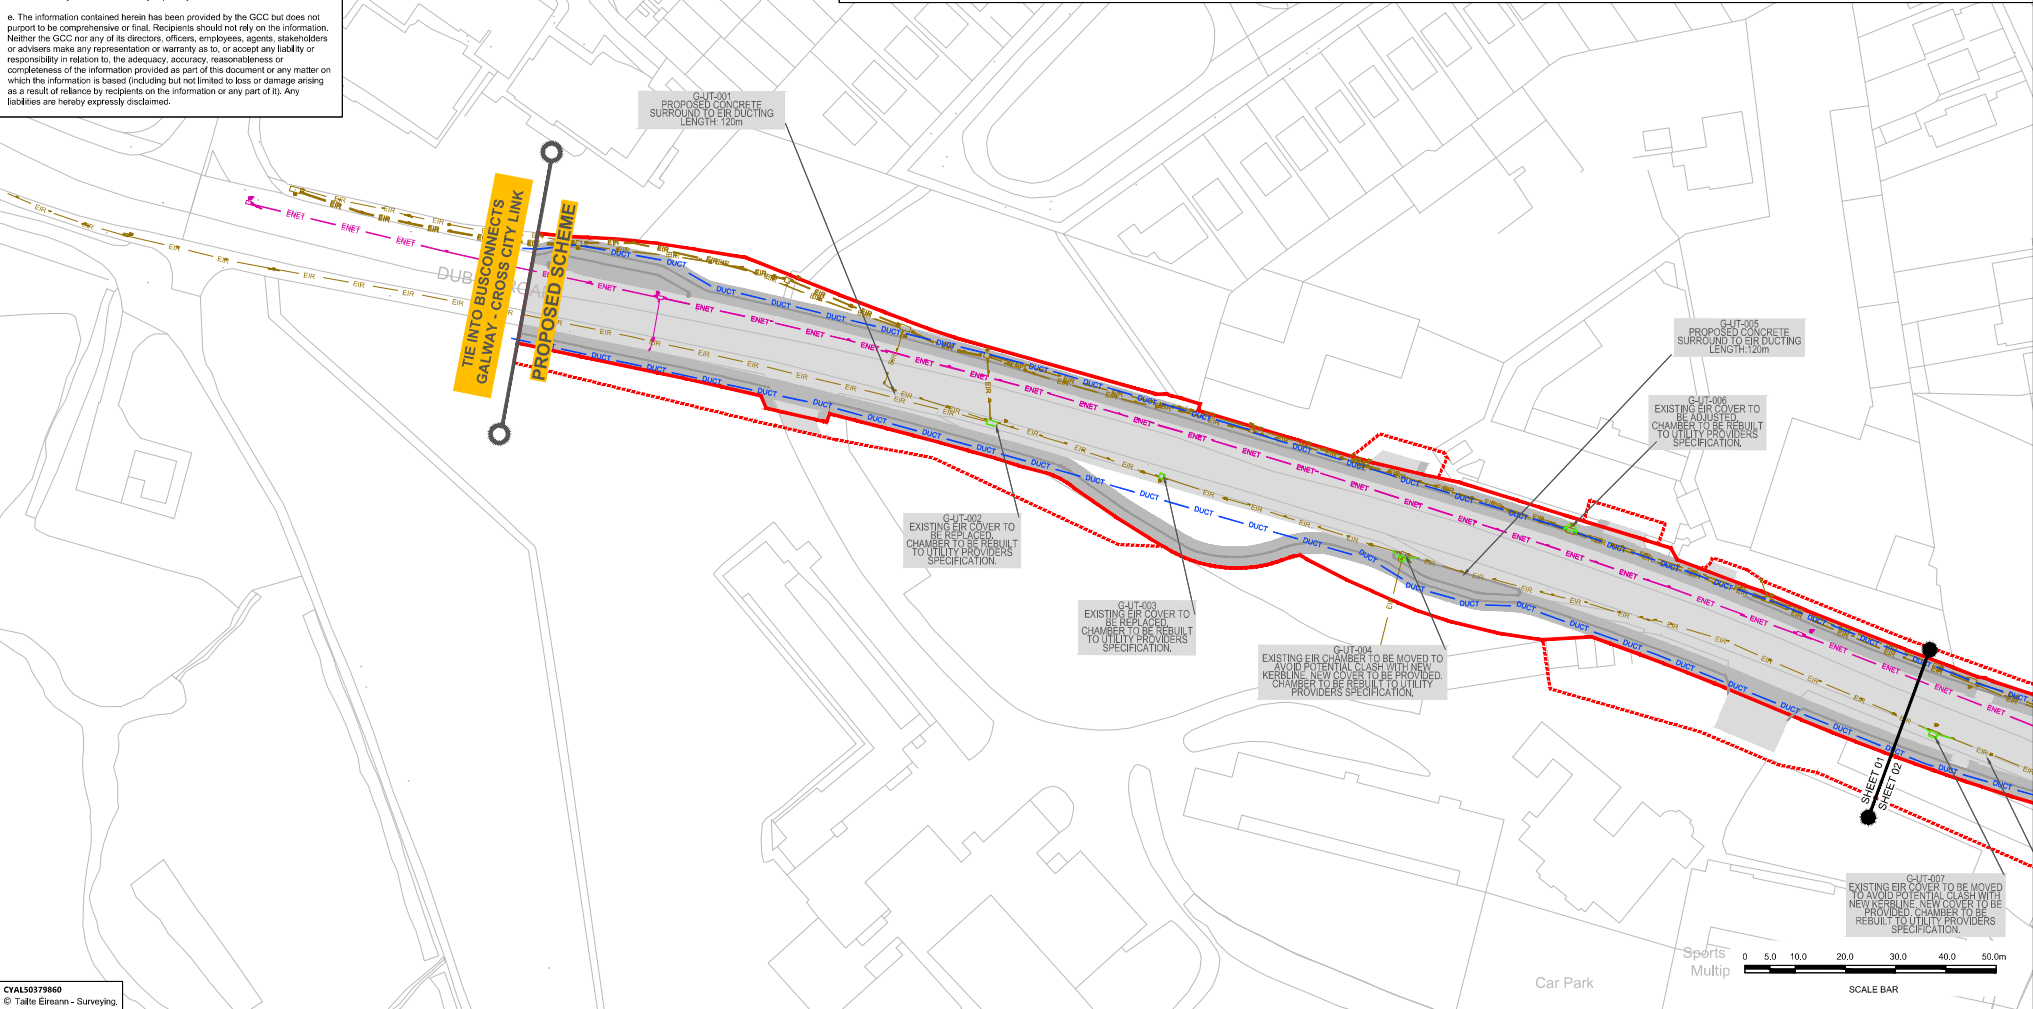 e. The information contained herein has been provided by the GCC but does not
purport to be comprehensive or final. Recipients should not rely on the information.
Neither the GCC nor any of its directors, officers, employees, agents, stakeholders
or advisers make any representation or warranty as to, or accept any liability or
responsibility in relation to, the adequacy, accuracy, reasonableness or
completeness of the information provided as part of this document or any matter on
which the information is based (including but not limited to loss or damage arising
as a result of reliance by recipients on the information or any part of it). Any
liabilities are hereby expressly disclaimed.
G-UT-001
PROPOSED CONCRETE
SURROUND TO EIR DUCTING
LENGTH: 120m
TIE INTO BUSCONNECTS
GALWAY - CROSS CITY LINK
PROPOSED SCHEME
EIR
ENET
DUCT
G-UT-005
PROPOSED CONCRETE
SURROUND TO EIR DUCTING
LENGTH:120m
G-UT-006
EXISTING EIR COVER TO
BE ADJUSTED.
CHAMBER TO BE REBUILT
TO UTILITY PROVIDERS
SPECIFICATION.
G-UT-002
EXISTING EIR COVER TO
BE REPLACED.
CHAMBER TO BE REBUILT
TO UTILITY PROVIDERS
SPECIFICATION.
G-UT-003
EXISTING EIR COVER TO
BE REPLACED.
CHAMBER TO BE REBUILT
TO UTILITY PROVIDERS
SPECIFICATION.
G-UT-004
EXISTING EIR CHAMBER TO BE MOVED TO
AVOID POTENTIAL CLASH WITH NEW
KERBLINE. NEW COVER TO BE PROVIDED.
CHAMBER TO BE REBUILT TO UTILITY
PROVIDERS SPECIFICATION.
SHEET 01
SHEET 02
G-UT-007
EXISTING EIR COVER TO BE MOVED
TO AVOID POTENTIAL CLASH WITH
NEW KERBLINE. NEW COVER TO BE
PROVIDED. CHAMBER TO BE
REBUILT TO UTILITY PROVIDERS
SPECIFICATION.
Sports
Multip
Car Park
0 5.0 10.0 20.0 30.0 40.0 50.0m
SCALE BAR
CYAL50379860
© Tailte Éireann - Surveying.